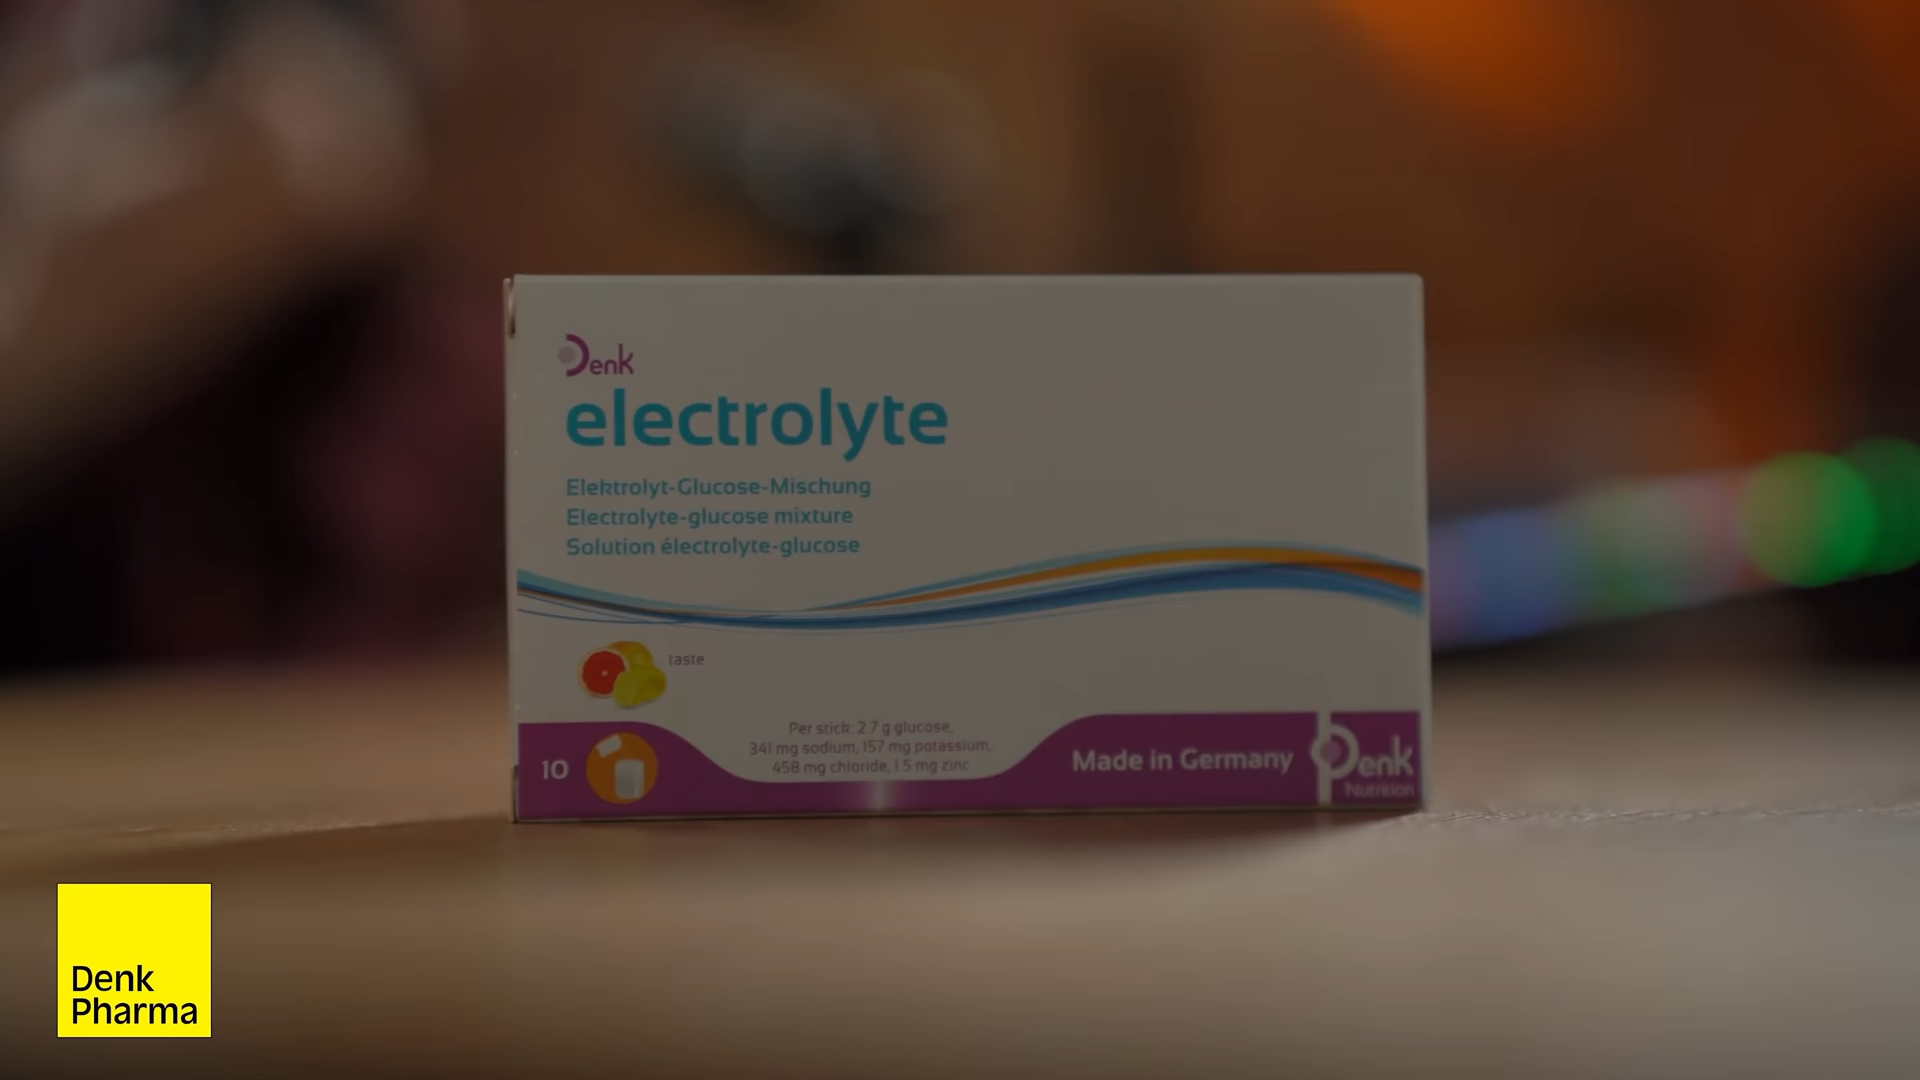 Denk
electrolyte
Elektrolyt-Glucose-Mischung
Electrolyte-glucose mixture
Solution électrolyte-glucose
taste
Per stick: 2.7 g glucose,
341 mg sodium, 157 mg potassium,
458 mg chloride, 1.5 mg zinc
10
Made in Germany
Denk
Nutrition
Denk
Pharma